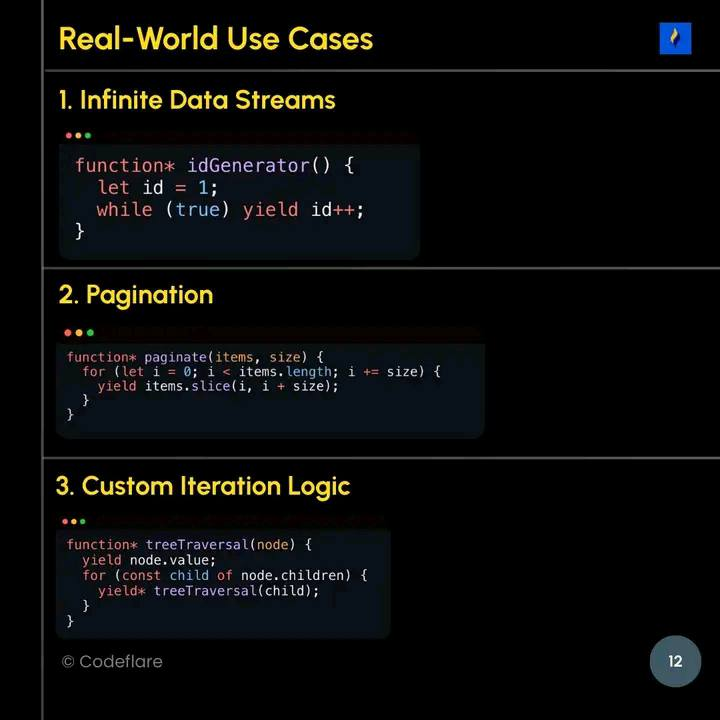 Real-World Use Cases
1. Infinite Data Streams
function* idGenerator() {
  let id = 1;
  while (true) yield id++;
}
2. Pagination
function* paginate(items, size) {
  for (let i = 0; i < items.length; i += size) {
    yield items.slice(i, i + size);
  }
}
3. Custom Iteration Logic
function* treeTraversal(node) {
  yield node.value;
  for (const child of node.children) {
    yield* treeTraversal(child);
  }
}
© Codeflare
12